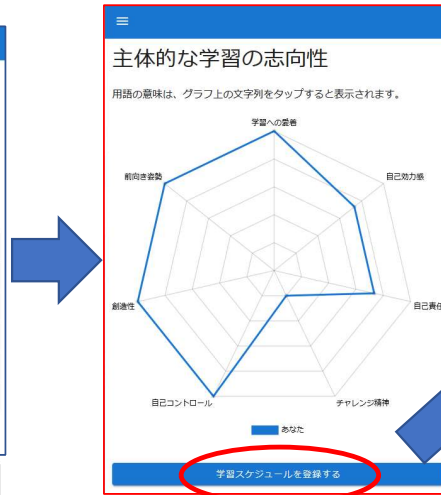 主体的な学習の志向性
用語の意味は、グラフ上の文字列をタップすると表示されます。
学習への愛着
前向き姿勢
自己効力感
創造性
自己責任
自己コントロール
チャレンジ精神
あなた
学習スケジュールを登録する